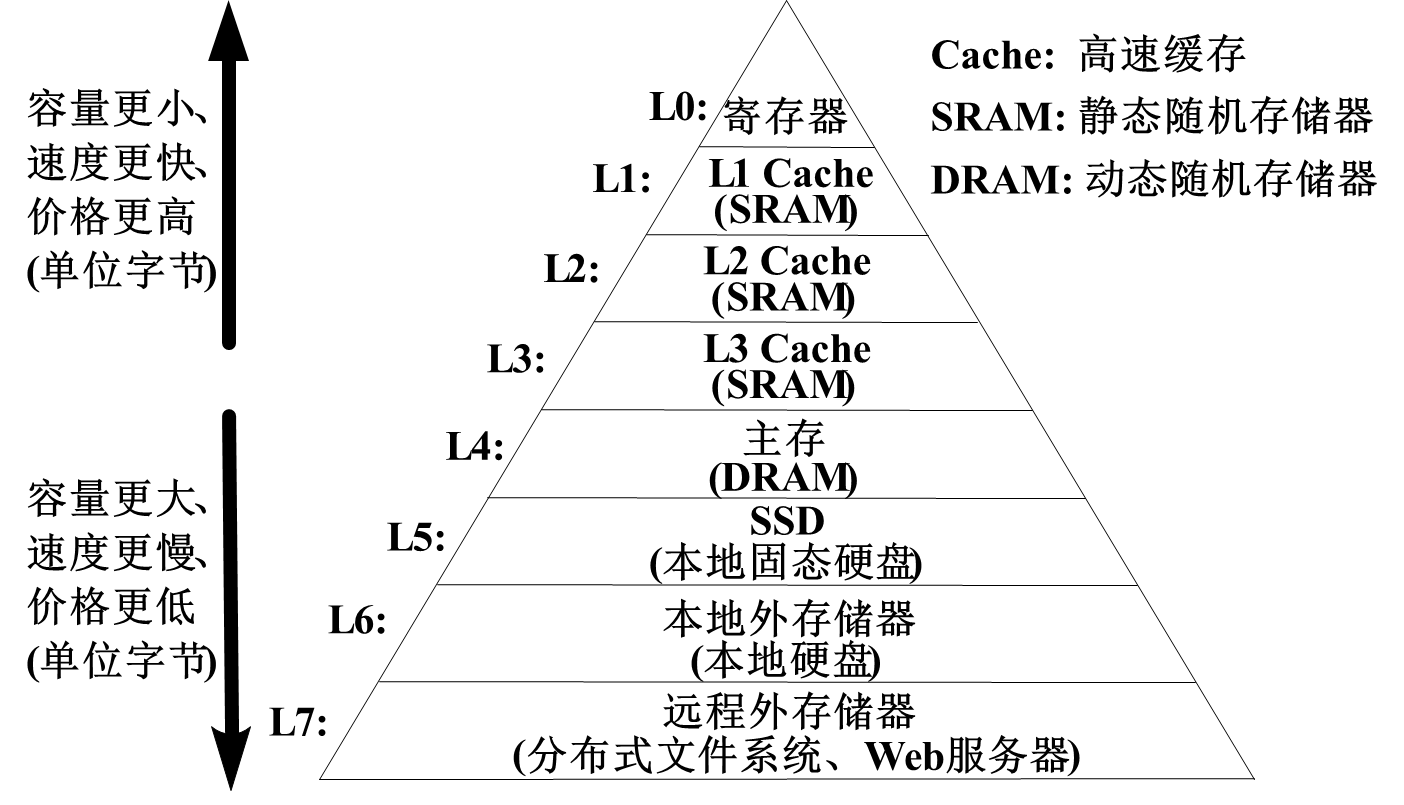 容量更小、
速度更快、
价格更高
(单位字节)
容量更大、
速度更慢、
价格更低
(单位字节)
L0: 寄存器
L1: L1 Cache
(SRAM)
L2: L2 Cache
(SRAM)
L3: L3 Cache
(SRAM)
L4: 主存
(DRAM)
L5: SSD
(本地固态硬盘)
L6: 本地外存储器
(本地硬盘)
L7: 远程外存储器
(分布式文件系统、Web服务器)
Cache: 高速缓存
SRAM: 静态随机存储器
DRAM: 动态随机存储器